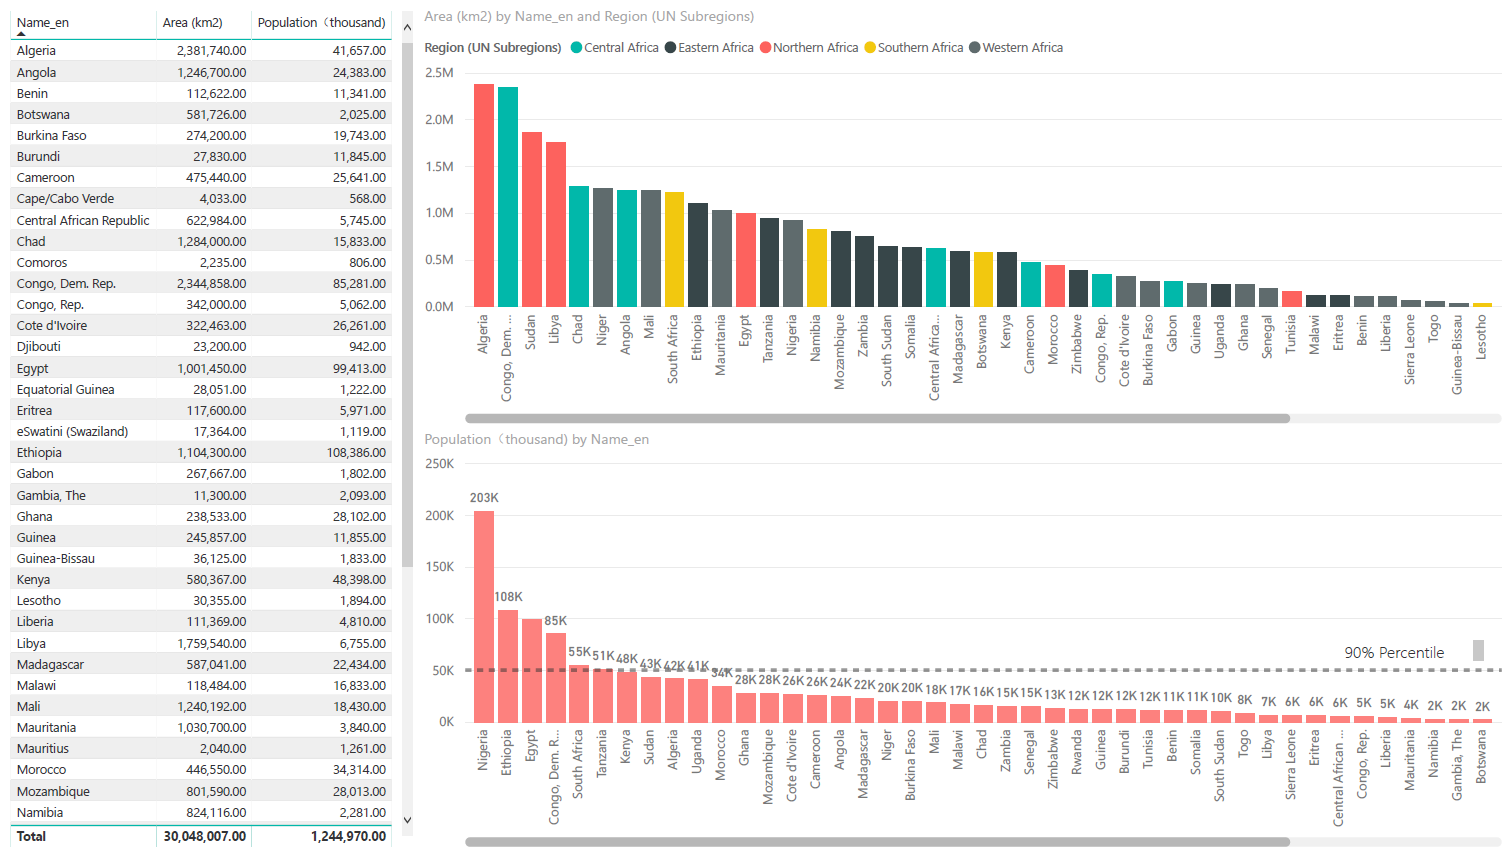 Name_en Area (km2) Population（thousand)
Algeria 2,381,740.00 41,657.00
Angola 1,246,700.00 24,383.00
Benin 112,622.00 11,341.00
Botswana 581,726.00 2,025.00
Burkina Faso 274,200.00 19,743.00
Burundi 27,830.00 11,845.00
Cameroon 475,440.00 25,641.00
Cape/Cabo Verde 4,033.00 568.00
Central African Republic 622,984.00 5,745.00
Chad 1,284,000.00 15,833.00
Comoros 2,235.00 806.00
Congo, Dem. Rep. 2,344,858.00 85,281.00
Congo, Rep. 342,000.00 5,062.00
Cote d'Ivoire 322,463.00 26,261.00
Djibouti 23,200.00 942.00
Egypt 1,001,450.00 99,413.00
Equatorial Guinea 28,051.00 1,222.00
Eritrea 117,600.00 5,971.00
eSwatini (Swaziland) 17,364.00 1,119.00
Ethiopia 1,104,300.00 108,386.00
Gabon 267,667.00 1,802.00
Gambia, The 11,300.00 2,093.00
Ghana 238,533.00 28,102.00
Guinea 245,857.00 11,855.00
Guinea-Bissau 36,125.00 1,833.00
Kenya 580,367.00 48,398.00
Lesotho 30,355.00 1,894.00
Liberia 111,369.00 4,810.00
Libya 1,759,540.00 6,755.00
Madagascar 587,041.00 22,434.00
Malawi 118,484.00 16,833.00
Mali 1,240,192.00 18,430.00
Mauritania 1,030,700.00 3,840.00
Mauritius 2,040.00 1,261.00
Morocco 446,550.00 34,314.00
Mozambique 801,590.00 28,013.00
Namibia 824,116.00 2,281.00
Total 30,048,007.00 1,244,970.00
Area (km2) by Name_en and Region (UN Subregions)
Region (UN Subregions) Central Africa Eastern Africa Northern Africa Southern Africa Western Africa
2.5M
2.0M
1.5M
1.0M
0.5M
0.0M
Algeria
Congo, Dem. ...
Sudan
Libya
Chad
Niger
Angola
Mali
South Africa
Ethiopia
Mauritania
Egypt
Tanzania
Nigeria
Namibia
Mozambique
Zambia
South Sudan
Somalia
Central Africa...
Madagascar
Botswana
Kenya
Cameroon
Morocco
Zimbabwe
Congo, Rep.
Cote d'Ivoire
Burkina Faso
Gabon
Guinea
Uganda
Ghana
Senegal
Tunisia
Malawi
Eritrea
Benin
Liberia
Sierra Leone
Togo
Guinea-Bissau
Lesotho
Population（thousand) by Name_en
250K
200K
150K
100K
50K
0K
203K
108K
85K
55K
51K
48K
43K
42K
41K
34K
28K
28K
26K
26K
24K
22K
20K
20K
18K
17K
16K
15K
15K
13K
12K
12K
12K
12K
11K
11K
10K
8K
7K
6K
6K
6K
5K
5K
4K
2K
2K
2K
90% Percentile
Nigeria
Ethiopia
Egypt
Congo, Dem. R...
South Africa
Tanzania
Kenya
Sudan
Algeria
Uganda
Morocco
Ghana
Mozambique
Cote d'Ivoire
Cameroon
Angola
Madagascar
Niger
Burkina Faso
Mali
Malawi
Chad
Zambia
Senegal
Zimbabwe
Rwanda
Guinea
Burundi
Tunisia
Benin
Somalia
South Sudan
Togo
Libya
Sierra Leone
Eritrea
Central African ...
Congo, Rep.
Liberia
Mauritania
Namibia
Gambia, The
Botswana